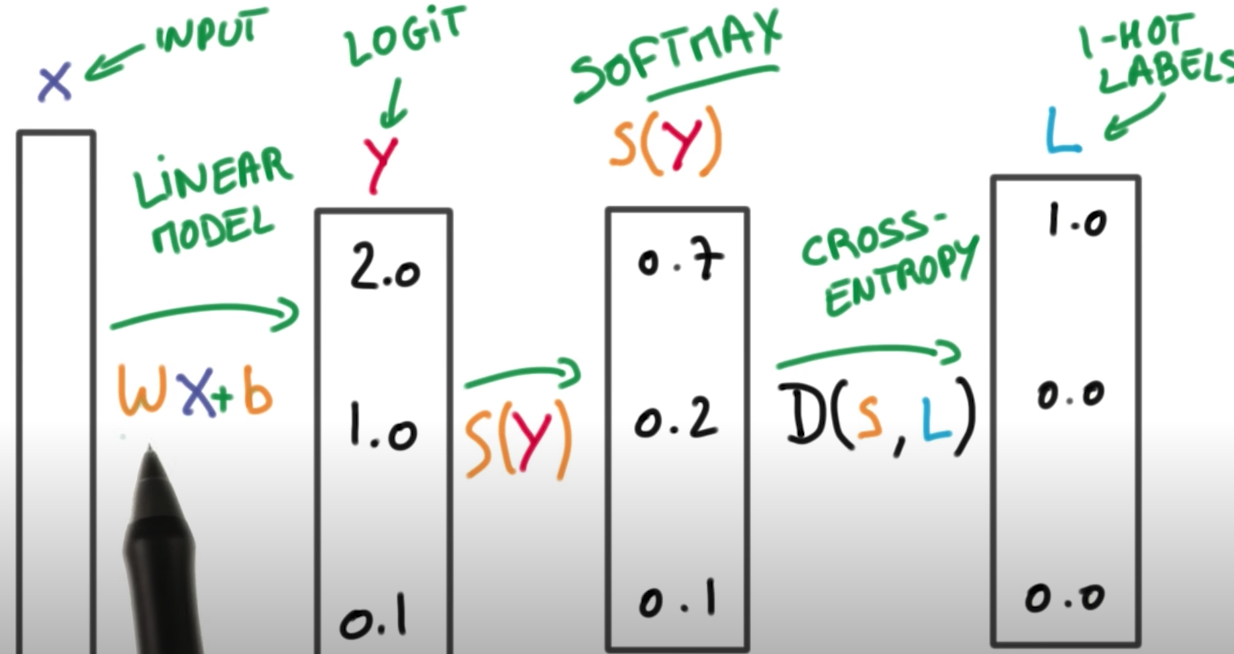 INPUT
X
LINEAR
MODEL
WX+b
LOGIT
Y
2.0
1.0
0.1
S(Y)
SOFTMAX
S(Y)
0.7
0.2
0.1
CROSS-
ENTROPY
D(S, L)
1-HOT
LABELS
L
1.0
0.0
0.0